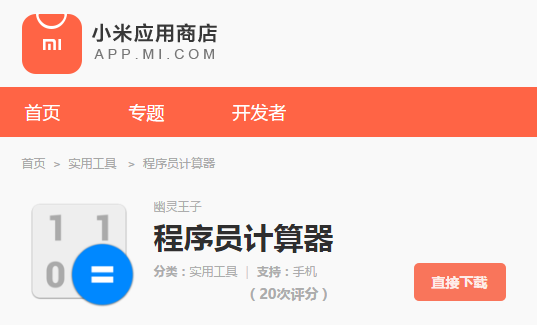 小米应用商店
MI
APP.MI.COM
首页 专题 开发者
首页 > 实用工具 > 程序员计算器
幽灵王子
1 1
程序员计算器
0 =
分类：实用工具 | 支持：手机
（20次评分）
直接下载